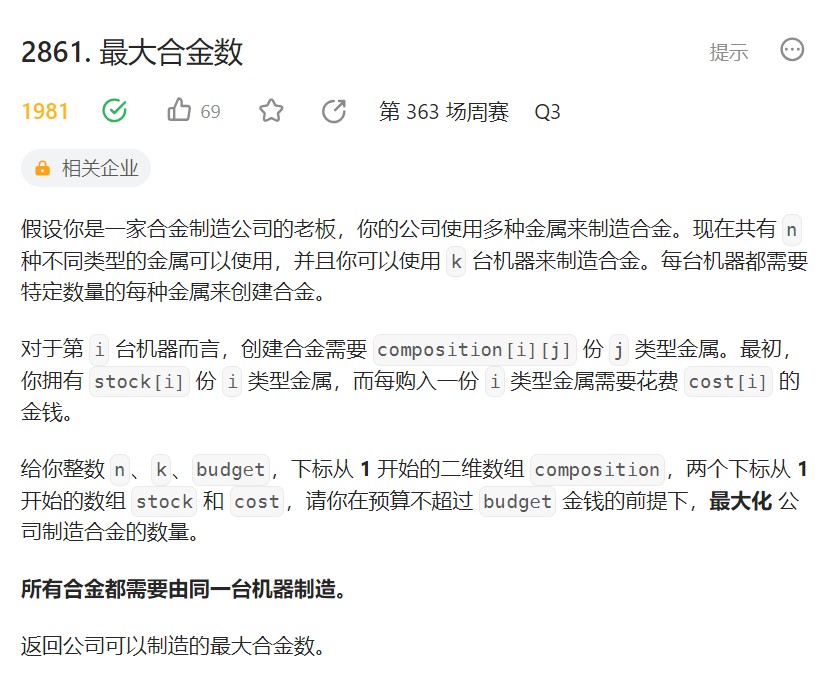 2861. 最大合金数
提示
1981
69
第 363 场周赛
Q3
相关企业
假设你是一家合金制造公司的老板，你的公司使用多种金属来制造合金。现在共有 n
种不同类型的金属可以使用，并且你可以使用 k 台机器来制造合金。每台机器都需要
特定数量的每种金属来创建合金。
对于第 i 台机器而言，创建合金需要 composition[i][j] 份 j 类型金属。最初，
你拥有 stock[i] 份 i 类型金属，而每购入一份 i 类型金属需要花费 cost[i] 的
金钱。
给你整数 n、k、budget，下标从 1 开始的二维数组 composition，两个下标从 1
开始的数组 stock 和 cost，请你在预算不超过 budget 金钱的前提下，最大化 公
司制造合金的数量。
所有合金都需要由同一台机器制造。
返回公司可以制造的最大合金数。